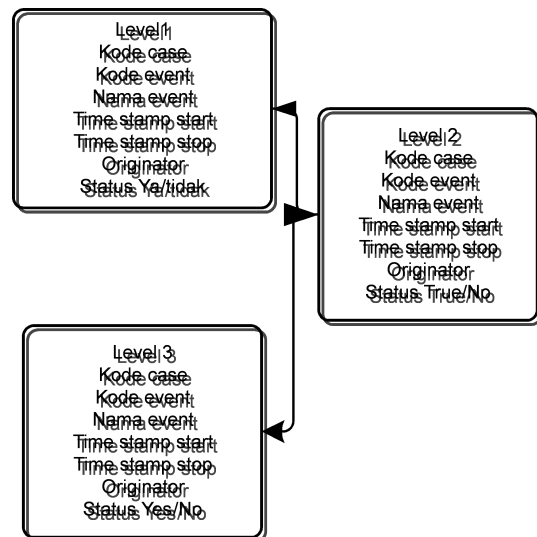 Level1
Kode case
Kode event
Nama event
Time stamp start
Time stamp stop
Originator
Status Ya/tidak
Level 2
Kode case
Kode event
Nama event
Time stamp start
Time stamp stop
Originator
Status True/No
Level 3
Kode case
Kode event
Nama event
Time stamp start
Time stamp stop
Originator
Status Yes/No